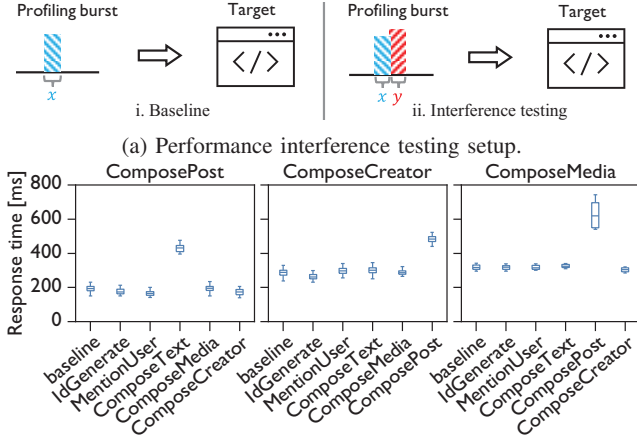 Profiling burst
Target
Profiling burst
Target
</>
</>
x
x y
i. Baseline
ii. Interference testing
(a) Performance interference testing setup.
ComposePost
ComposeCreator
ComposeMedia
Response time [ms]
800
600
400
200
0
baseline
IdGenerate
MentionUser
ComposeText
ComposeMedia
ComposeCreator
baseline
IdGenerate
MentionUser
ComposeText
ComposeMedia
ComposePost
baseline
IdGenerate
MentionUser
ComposeText
ComposePost
ComposeCreator